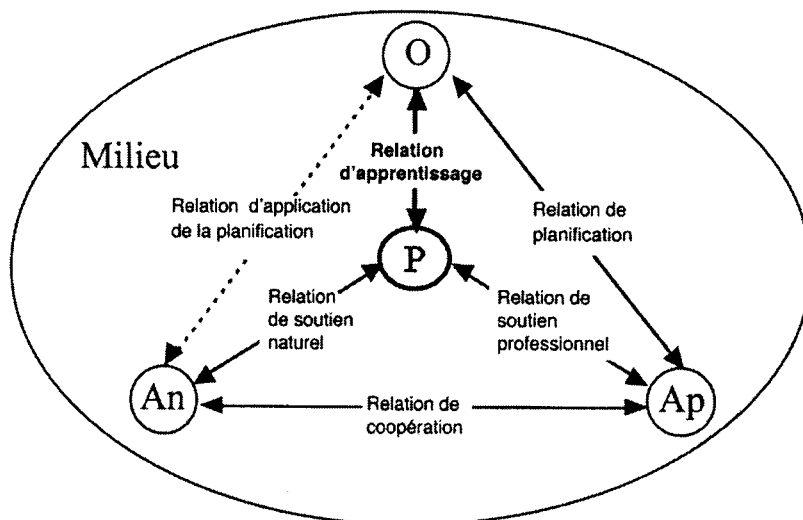 O
Milieu
Relation
d'apprentissage
Relation d'application
de la planification
Relation de
planification
P
Relation
de soutien
naturel
Relation de
soutien
professionnel
An
Relation de
coopération
Ap